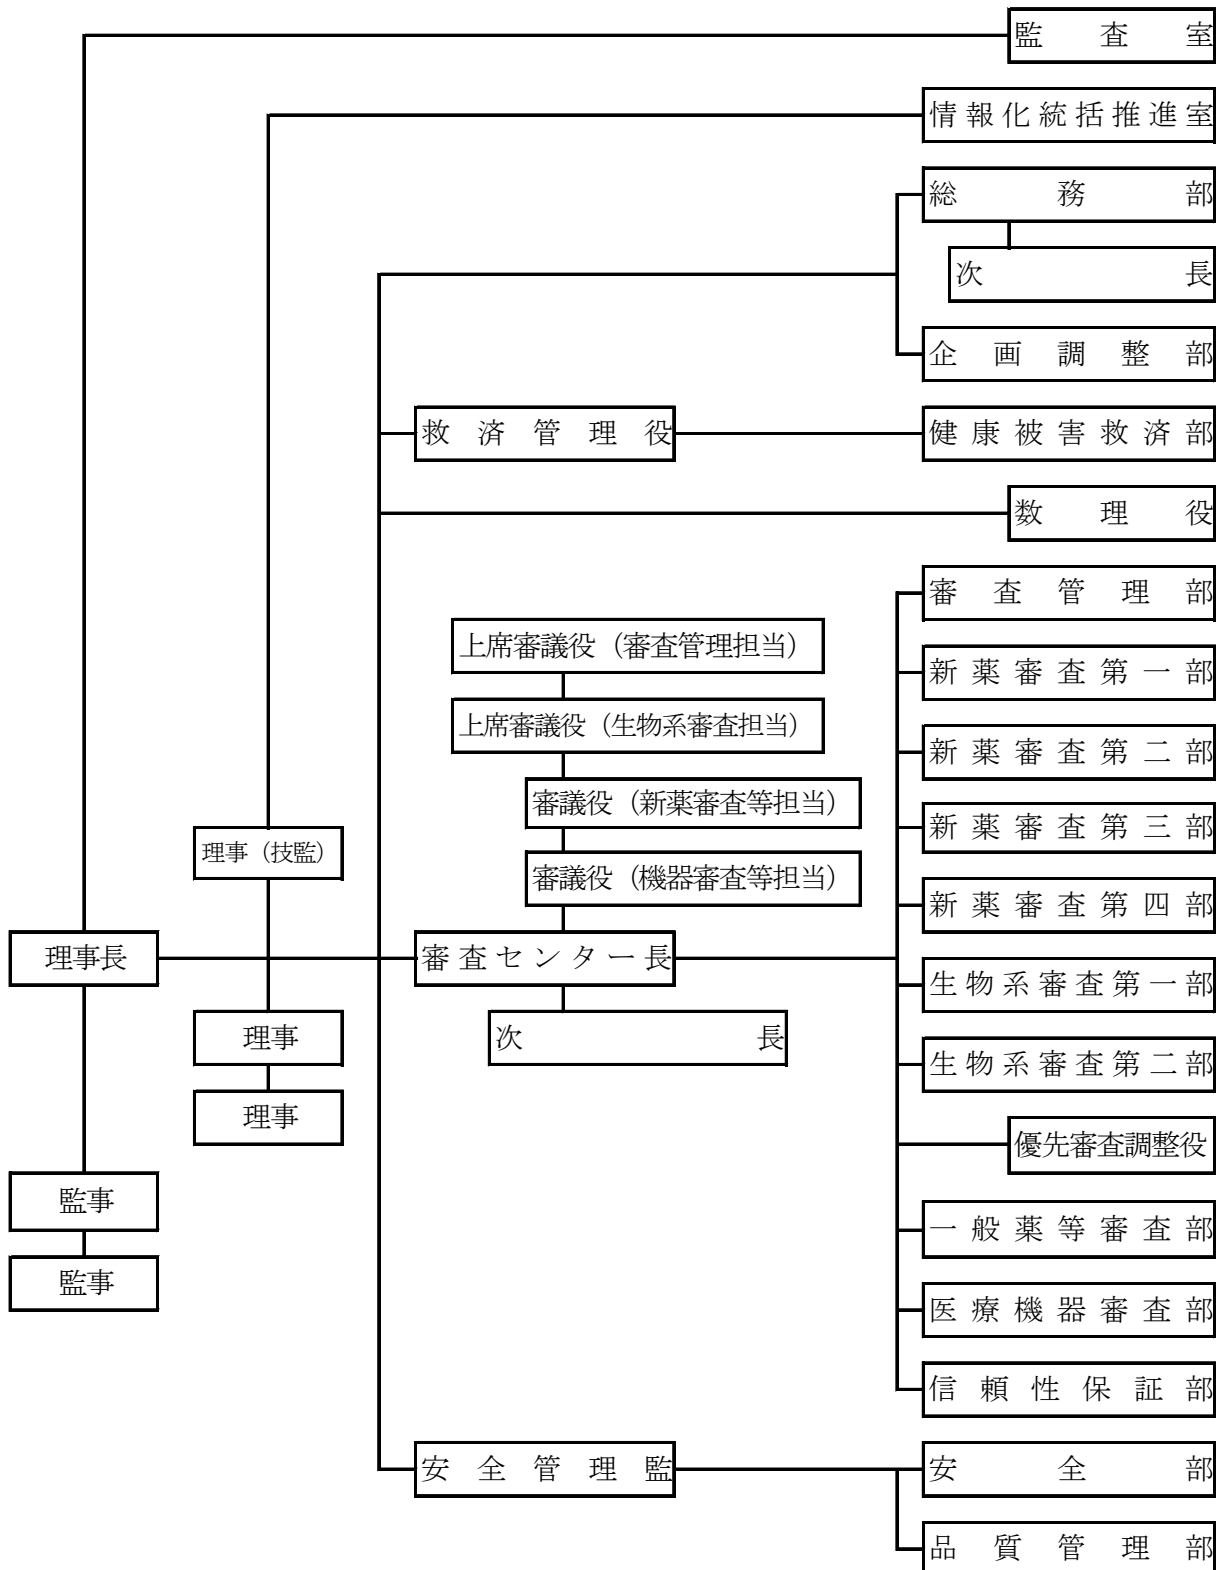 監査室
情報化統括推進室
総務部
次長
企画調整部
救済管理役
健康被害救済部
数理役
審査管理部
上席審議役（審査管理担当）
新薬審査第一部
上席審議役（生物系審査担当）
新薬審査第二部
審議役（新薬審査等担当）
新薬審査第三部
理事（技監）
審議役（機器審査等担当）
新薬審査第四部
理事長
審査センター長
生物系審査第一部
理事
次長
生物系審査第二部
理事
優先審査調整役
監事
一般薬等審査部
監事
医療機器審査部
信頼性保証部
安全管理監
安全部
品質管理部